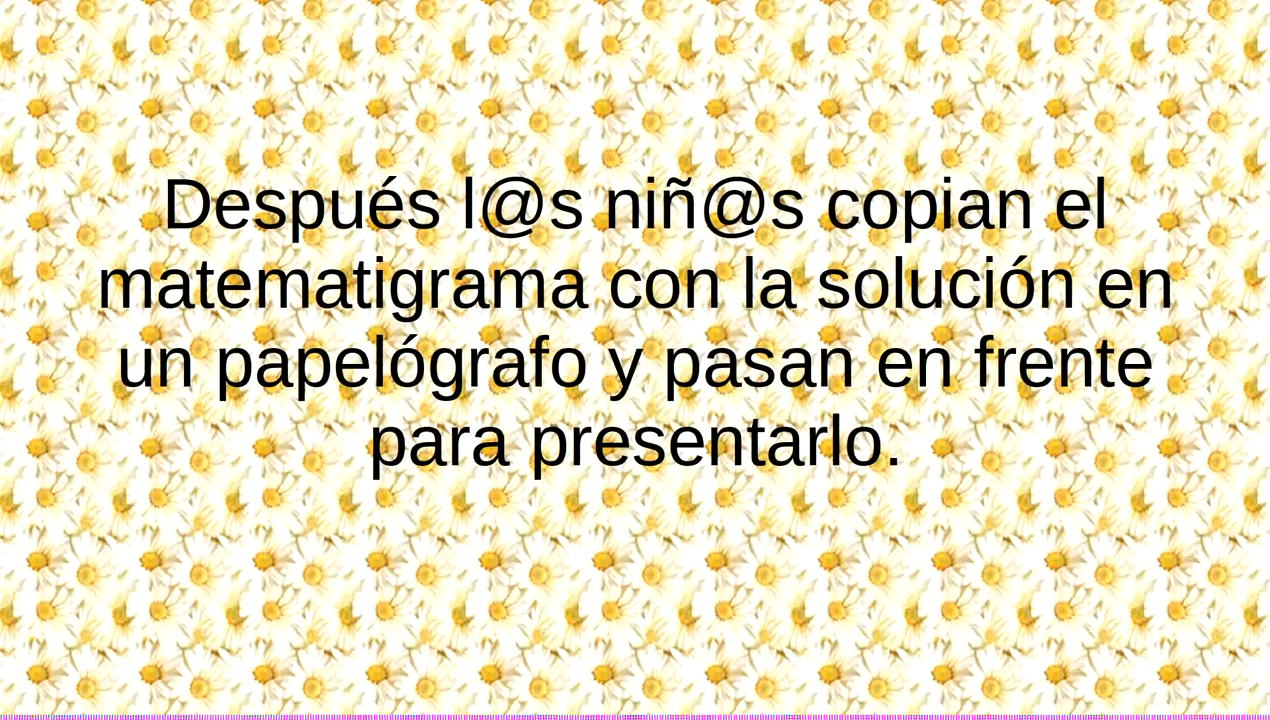 Después l@s niñ@s copian el
matematigrama con la solución en
un papelógrafo y pasan en frente
para presentarlo.